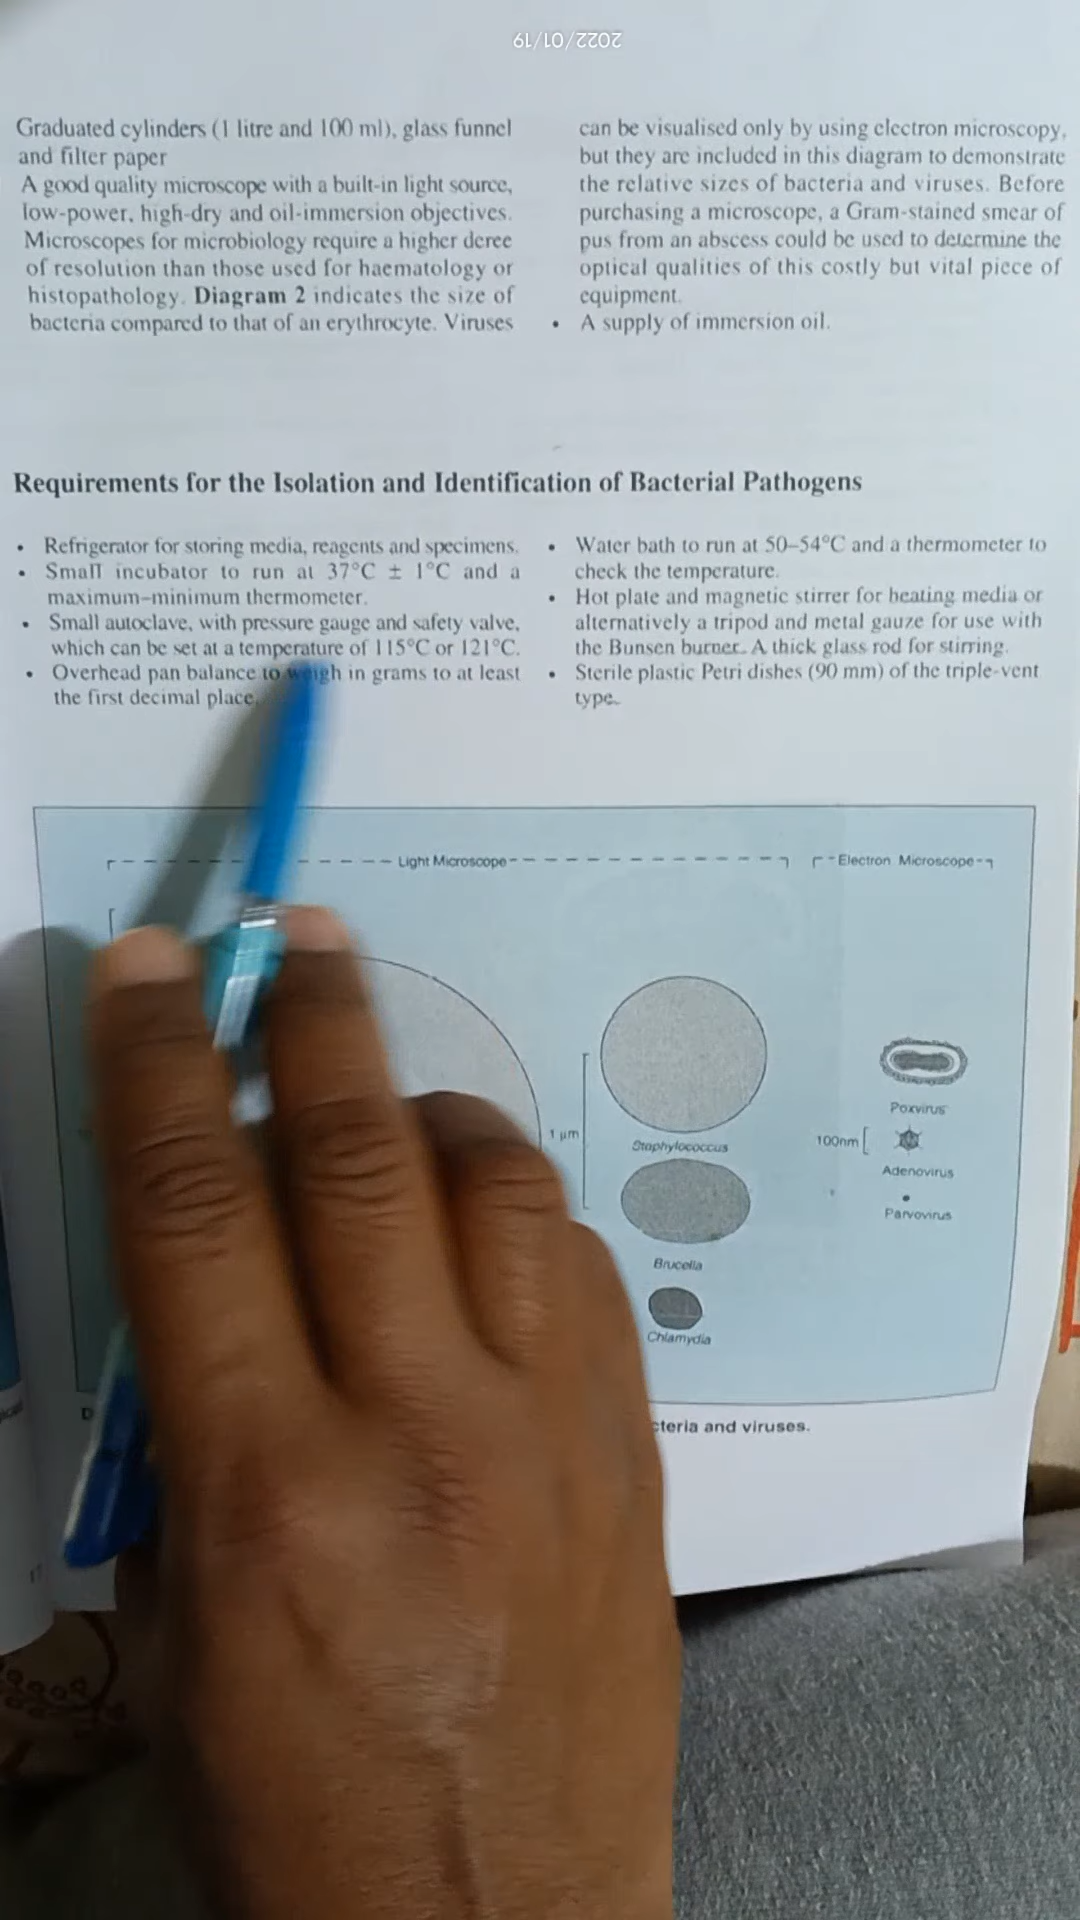 2022/01/19
Graduated cylinders (1 litre and 100 ml), glass funnel
and filter paper
A good quality microscope with a built-in light source,
low-power, high-dry and oil-immersion objectives.
Microscopes for microbiology require a higher deree
of resolution than those used for haematology or
histopathology. Diagram 2 indicates the size of
bacteria compared to that of an erythrocyte. Viruses
can be visualised only by using electron microscopy,
but they are included in this diagram to demonstrate
the relative sizes of bacteria and viruses. Before
purchasing a microscope, a Gram-stained smear of
pus from an abscess could be used to determine the
optical qualities of this costly but vital piece of
equipment.
• A supply of immersion oil.
Requirements for the Isolation and Identification of Bacterial Pathogens
• Refrigerator for storing media, reagents and specimens.
• Small incubator to run at 37°C ± 1°C and a
maximum–minimum thermometer.
• Small autoclave, with pressure gauge and safety valve,
which can be set at a temperature of 115°C or 121°C.
• Overhead pan balance to weigh in grams to at least
the first decimal place.
• Water bath to run at 50–54°C and a thermometer to
check the temperature.
• Hot plate and magnetic stirrer for heating media or
alternatively a tripod and metal gauze for use with
the Bunsen burner. A thick glass rod for stirring.
• Sterile plastic Petri dishes (90 mm) of the triple-vent
type.
Light Microscope
Electron Microscope
1 µm
Staphylococcus
Brucella
Chlamydia
Poxvirus
100nm
Adenovirus
Parvovirus
D
cteria and viruses.
17